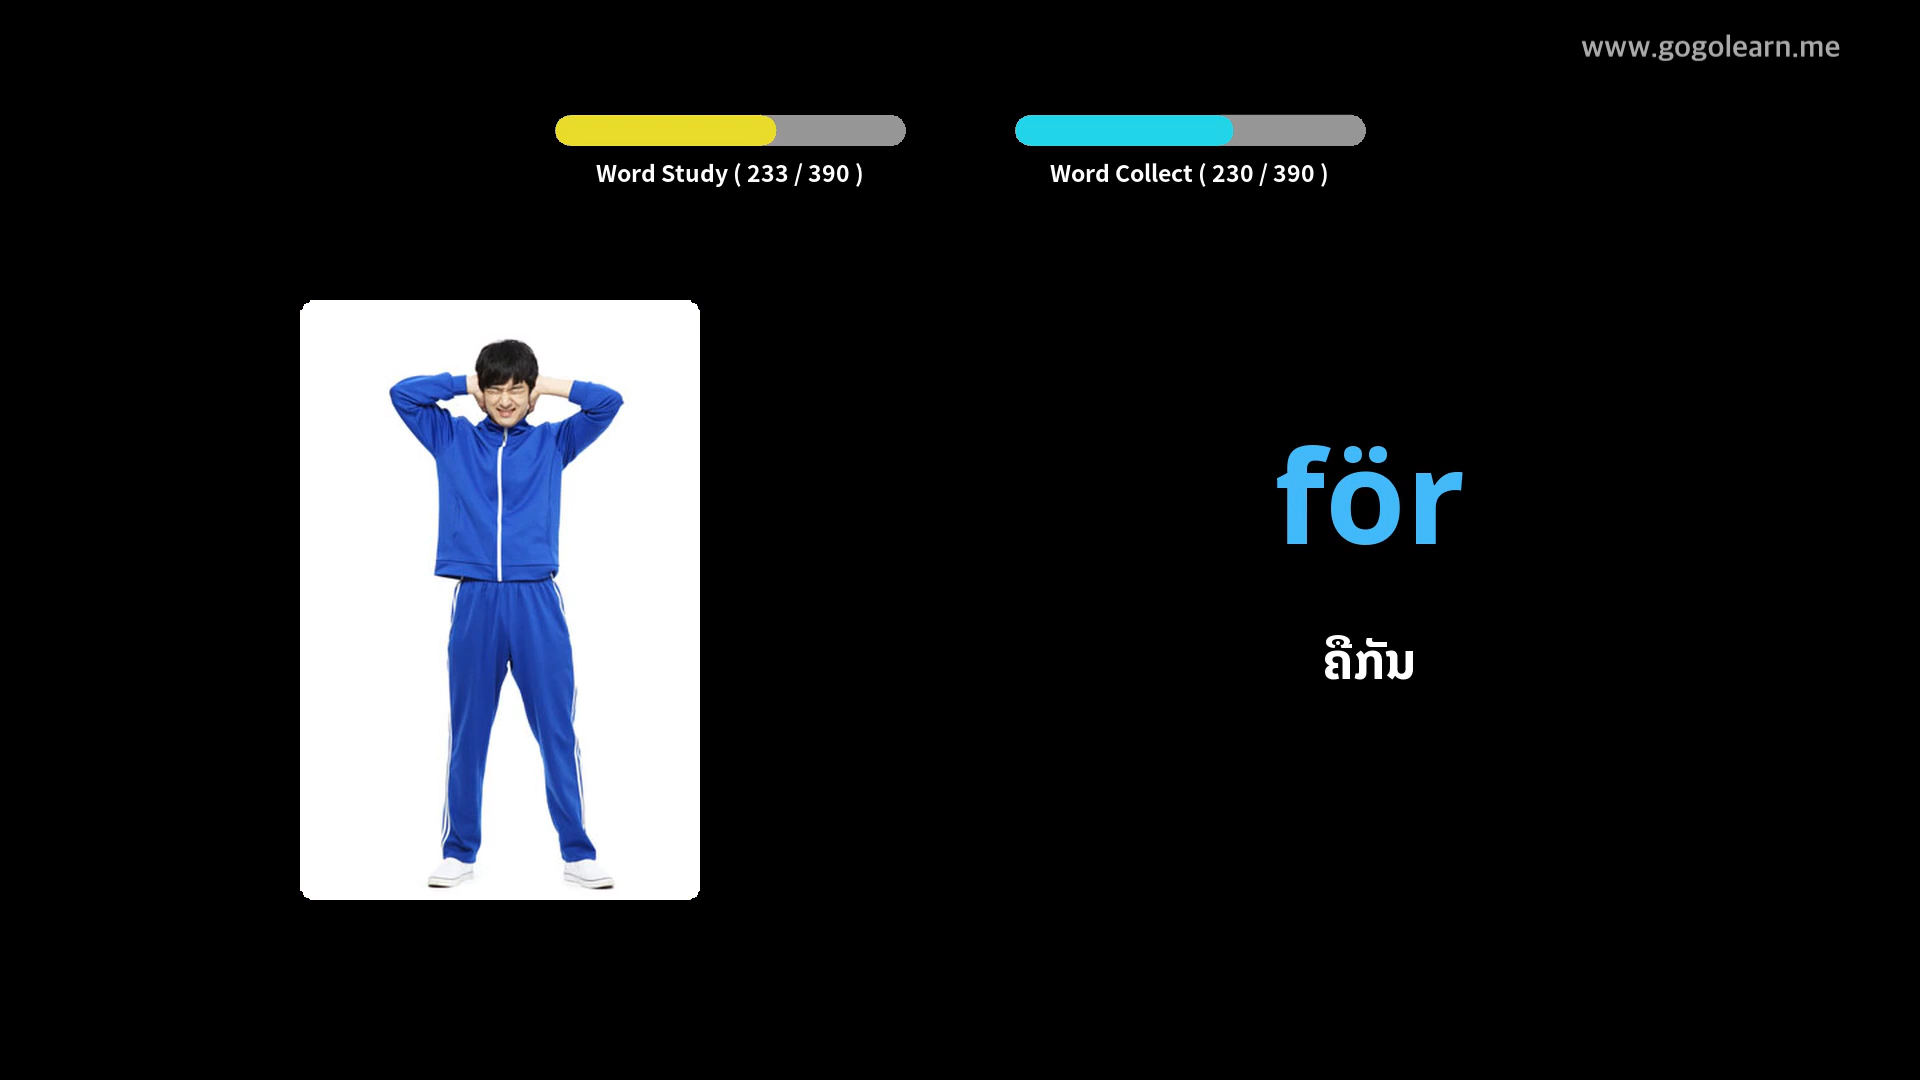 www.gogolearn.me
Word Study ( 233 / 390 )
Word Collect ( 230 / 390 )
för
ຄືກັນ